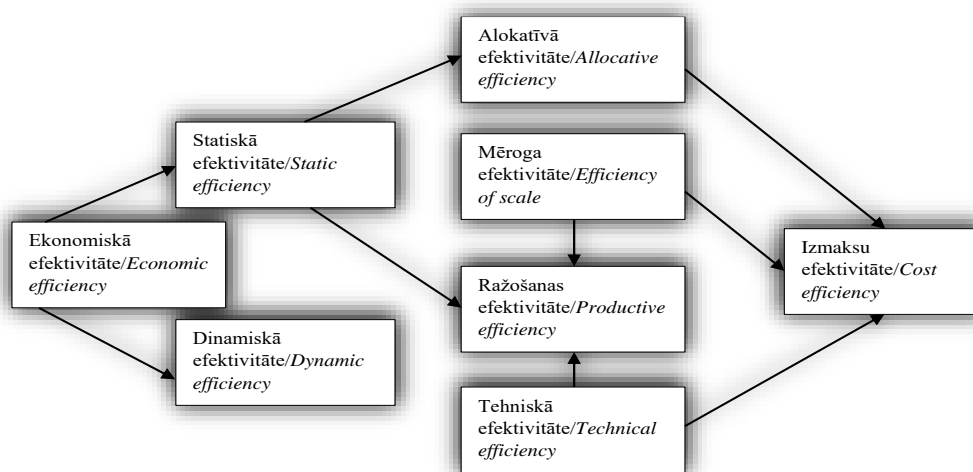 Alokatīvā
efektivitāte/Allocative
efficiency
Statiskā
efektivitāte/Static
efficiency
Mēroga
efektivitāte/Efficiency
of scale
Ekonomiskā
efektivitāte/Economic
efficiency
Izmaksu
efektivitāte/Cost
efficiency
Ražošanas
efektivitāte/Productive
efficiency
Dinamiskā
efektivitāte/Dynamic
efficiency
Tehniskā
efektivitāte/Technical
efficiency